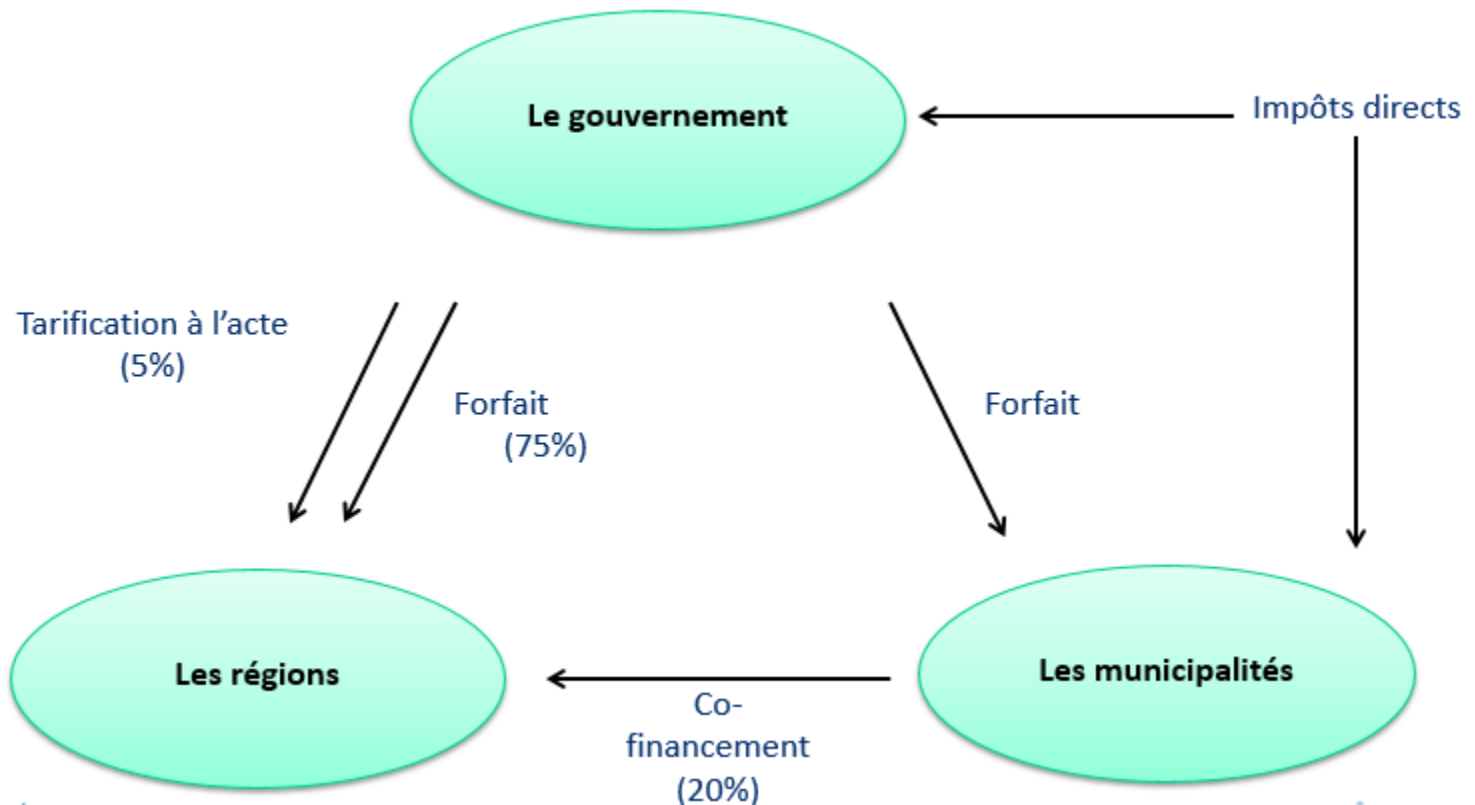 Le gouvernement
Impôts directs
Tarification à l’acte
(5%)
Forfait
(75%)
Forfait
Les régions
Les municipalités
Co-
financement
(20%)